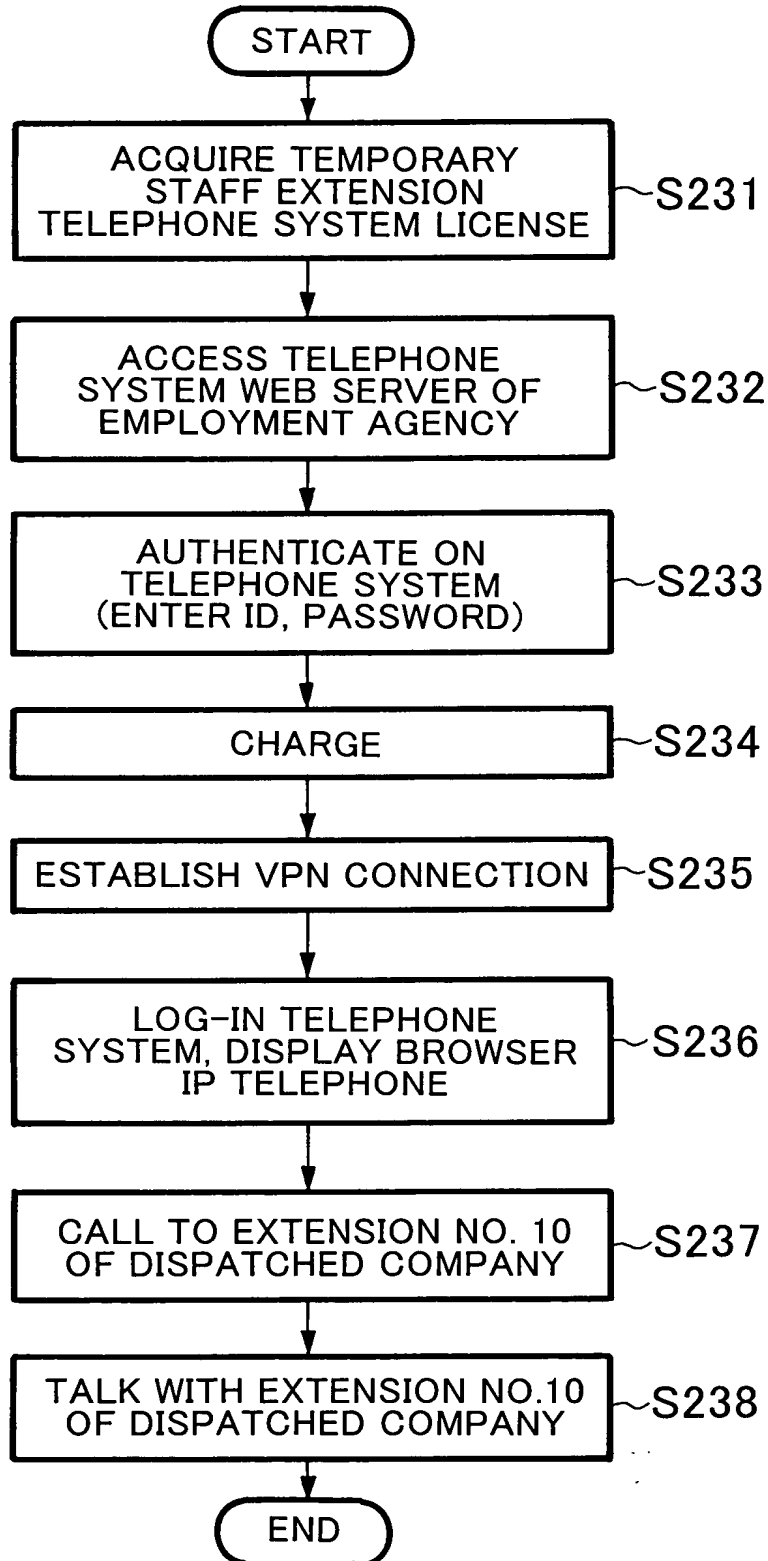 START
ACQUIRE TEMPORARY
STAFF EXTENSION
TELEPHONE SYSTEM LICENSE
S231
ACCESS TELEPHONE
SYSTEM WEB SERVER OF
EMPLOYMENT AGENCY
S232
AUTHENTICATE ON
TELEPHONE SYSTEM
(ENTER ID, PASSWORD)
S233
CHARGE
S234
ESTABLISH VPN CONNECTION
S235
LOG-IN TELEPHONE
SYSTEM, DISPLAY BROWSER
IP TELEPHONE
S236
CALL TO EXTENSION NO. 10
OF DISPATCHED COMPANY
S237
TALK WITH EXTENSION NO.10
OF DISPATCHED COMPANY
S238
END